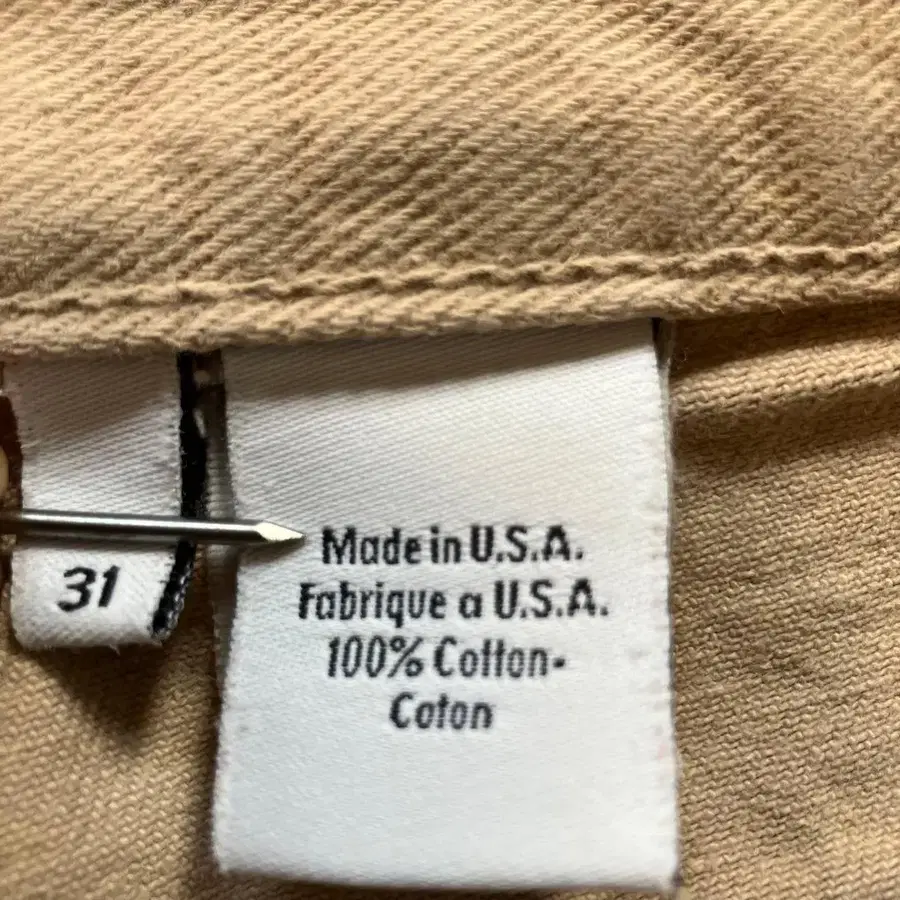 31
Made in U.S.A.
Fabrique a U.S.A.
100% Cotton-
Coton